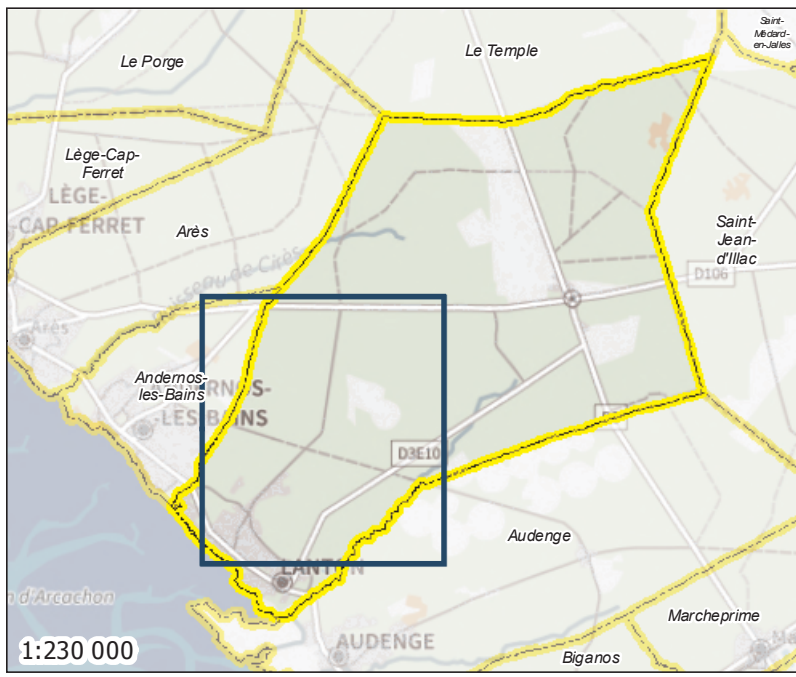 Saint-
Médard-
en-Jalles
Le Temple
Le Porge
Lège-Cap-
Ferret
LÈGE-
CAP-FERRET
Arès
Saint-
Jean-
d'Illac
D106
Arès
Andernos-
les-Bains
LES-BAINS
D3E10
Audenge
LANTON
n d'Arcachon
Marcheprime
AUDENGE
Biganos
1:230 000